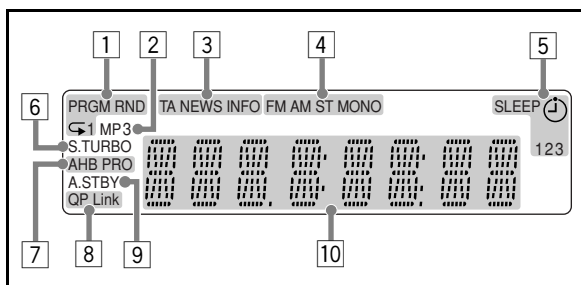 1 2 3 4 5
6 PRGM RND TA NEWS INFO FM AM ST MONO SLEEP
1 MP3
S.TURBO 123
AHB PRO
A.STBY
QP Link
7 8 9 10